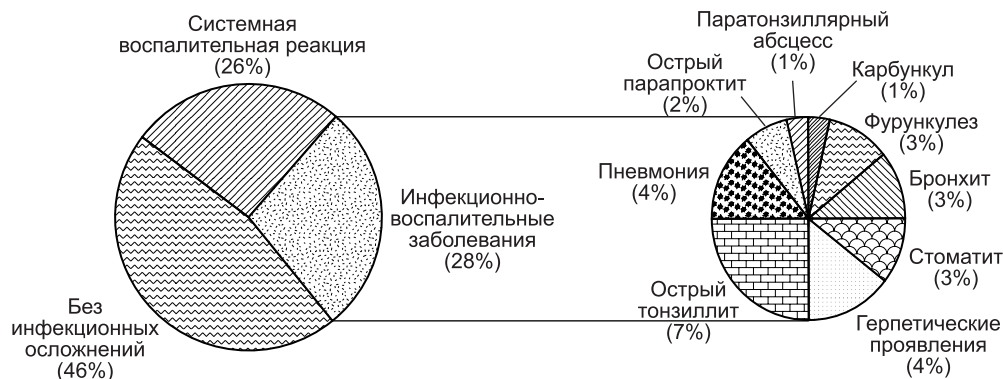 Системная
воспалительная реакция
(26%)
Без
инфекционных
осложнений
(46%)
Инфекционно-
воспалительные
заболевания
(28%)
Паратонзиллярный
абсцесс
(1%)
Острый
парапроктит
(2%)
Карбункул
(1%)
Фурункулез
(3%)
Пневмония
(4%)
Бронхит
(3%)
Стоматит
(3%)
Острый
тонзиллит
(7%)
Герпетические
проявления
(4%)